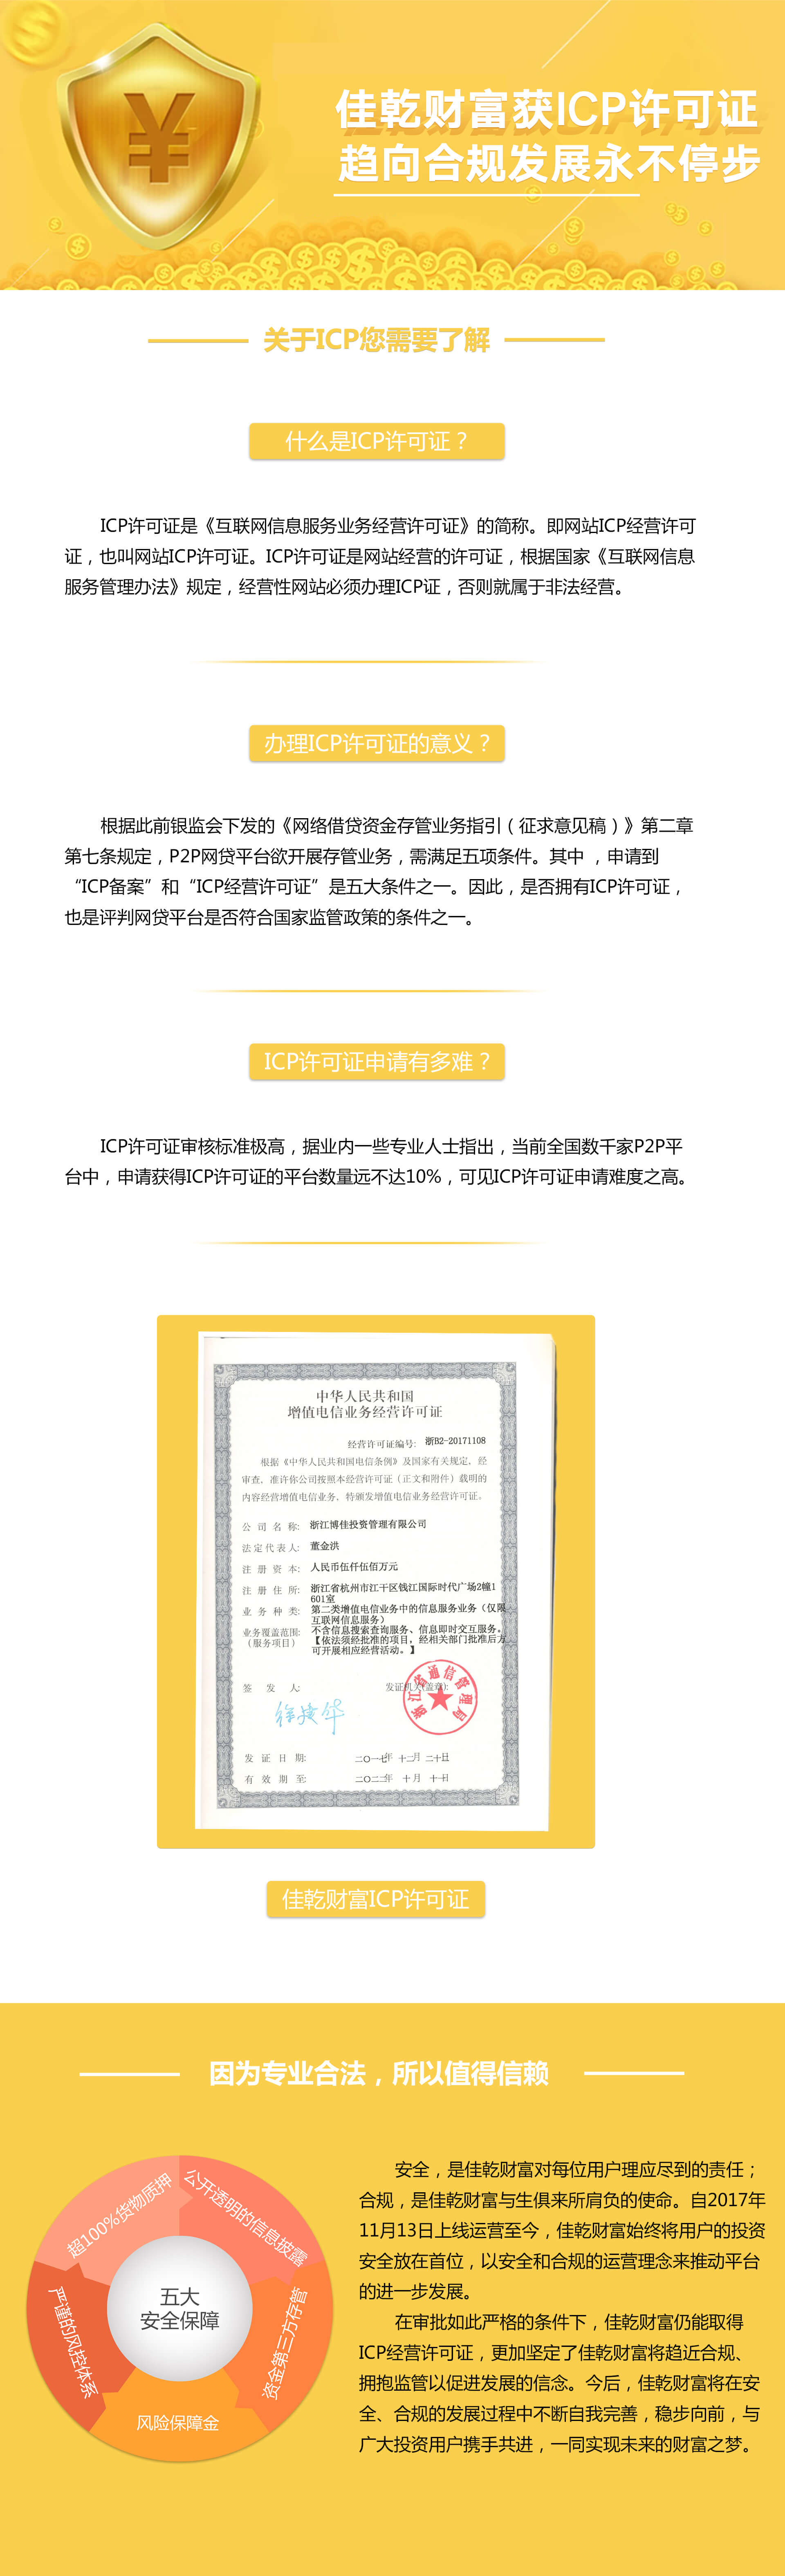 佳乾财富获ICP许可证
趋向合规发展永不停步
关于ICP您需要了解
什么是ICP许可证？
ICP许可证是《互联网信息服务业务经营许可证》的简称。即网站ICP经营许可
证，也叫网站ICP许可证。ICP许可证是网站经营的许可证，根据国家《互联网信息
服务管理办法》规定，经营性网站必须办理ICP证，否则就属于非法经营。
办理ICP许可证的意义？
根据此前银监会下发的《网络借贷资金存管业务指引（征求意见稿）》第二章
第七条规定，P2P网贷平台欲开展存管业务，需满足五项条件。其中 ，申请到
“ICP备案”和“ICP经营许可证”是五大条件之一。因此，是否拥有ICP许可证，
也是评判网贷平台是否符合国家监管政策的条件之一。
ICP许可证申请有多难？
ICP许可证审核标准极高，据业内一些专业人士指出，当前全国数千家P2P平
台中，申请获得ICP许可证的平台数量远不达10%，可见ICP许可证申请难度之高。
中华人民共和国
增值电信业务经营许可证
经营许可证编号: 浙B2-20171108
根据《中华人民共和国电信条例》及国家有关规定，经
审查，准许你公司按照本经营许可证（正文和附件）载明的
内容经营增值电信业务，特颁发增值电信业务经营许可证。
公司名称: 浙江博佳投资管理有限公司
法定代表人: 董金洪
注册资本: 人民币伍仟伍佰万元
注册住所: 浙江省杭州市江干区钱江国际时代广场2幢1
601室
业务种类: 第二类增值电信业务中的信息服务业务（仅限
互联网信息服务）
业务覆盖范围: 不含信息搜索查询服务、信息即时交互服务。
（服务项目） 【依法须经批准的项目，经相关部门批准后方
可开展相应经营活动。】
签发人: 发证机关(盖章):
浙江省通信管理局
发证日期: 二〇一七年 十二月 二十日
有效期至: 二〇二二年 十月 十一日
佳乾财富ICP许可证
因为专业合法，所以值得信赖
超100%货物质押
公开透明的信息披露
资金第三方存管
风险保障金
严谨的风控体系
五大
安全保障
安全，是佳乾财富对每位用户理应尽到的责任；
合规，是佳乾财富与生俱来所肩负的使命。自2017年
11月13日上线运营至今，佳乾财富始终将用户的投资
安全放在首位，以安全和合规的运营理念来推动平台
的进一步发展。
在审批如此严格的条件下，佳乾财富仍能取得
ICP经营许可证，更加坚定了佳乾财富将趋近合规、
拥抱监管以促进发展的信念。今后，佳乾财富将在安
全、合规的发展过程中不断自我完善，稳步向前，与
广大投资用户携手共进，一同实现未来的财富之梦。